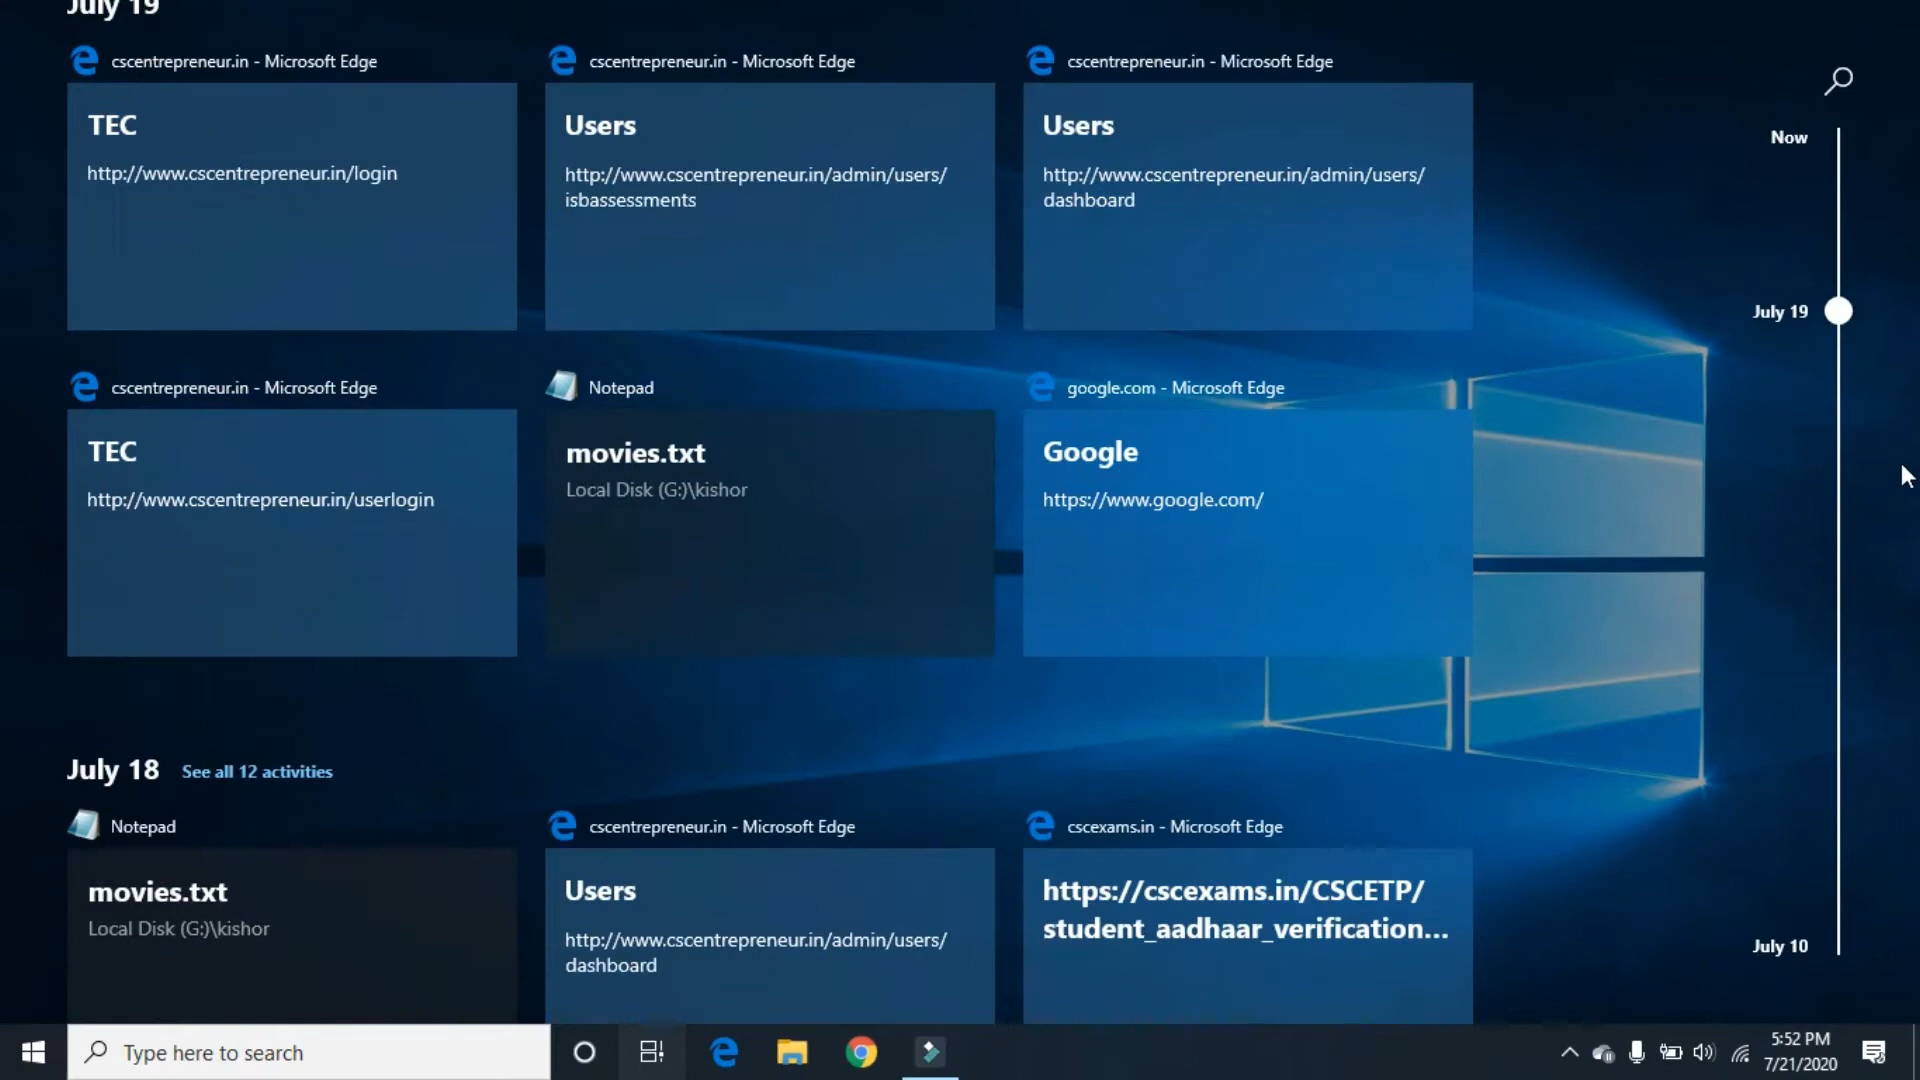 July 19
cscentrepreneur.in - Microsoft Edge
cscentrepreneur.in - Microsoft Edge
cscentrepreneur.in - Microsoft Edge
TEC
http://www.cscentrepreneur.in/login
Users
http://www.cscentrepreneur.in/admin/users/
isbassessments
Users
http://www.cscentrepreneur.in/admin/users/
dashboard
Now
July 19
cscentrepreneur.in - Microsoft Edge
Notepad
google.com - Microsoft Edge
TEC
http://www.cscentrepreneur.in/userlogin
movies.txt
Local Disk (G:)\kishor
Google
https://www.google.com/
July 18 See all 12 activities
Notepad
cscentrepreneur.in - Microsoft Edge
cscexams.in - Microsoft Edge
movies.txt
Local Disk (G:)\kishor
Users
http://www.cscentrepreneur.in/admin/users/
dashboard
https://cscexams.in/CSCETP/
student_aadhaar_verification...
July 10
Type here to search
5:52 PM
7/21/2020